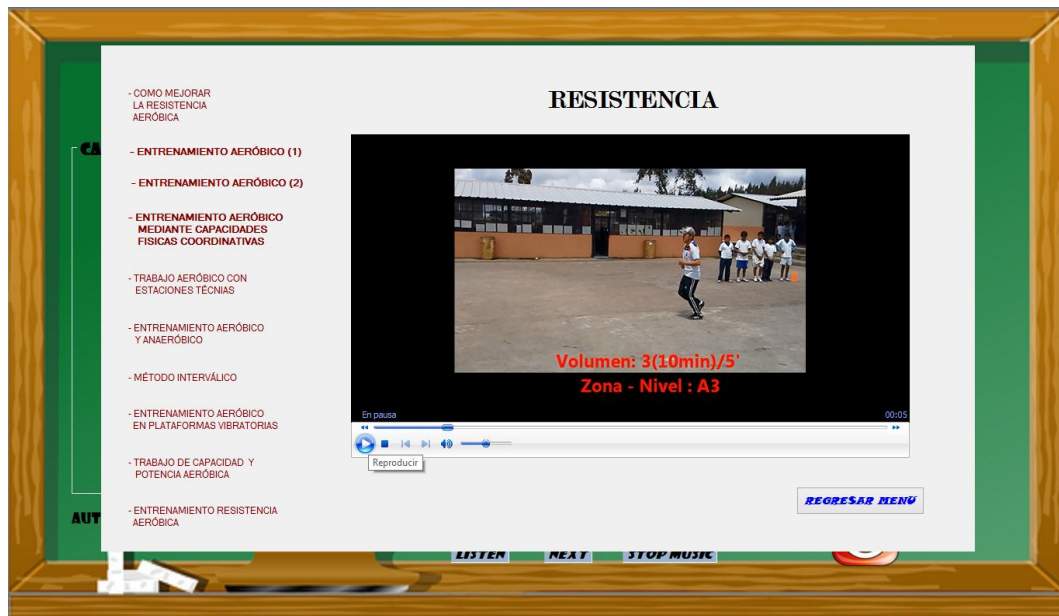 RESISTENCIA
- COMO MEJORAR
LA RESISTENCIA
AERÓBICA
- ENTRENAMIENTO AERÓBICO (1)
- ENTRENAMIENTO AERÓBICO (2)
- ENTRENAMIENTO AERÓBICO
MEDIANTE CAPACIDADES
FISICAS COORDINATIVAS
- TRABAJO AERÓBICO CON
ESTACIONES TÉCNIAS
- ENTRENAMIENTO AERÓBICO
Y ANAERÓBICO
- MÉTODO INTERVÁLICO
- ENTRENAMIENTO AERÓBICO
EN PLATAFORMAS VIBRATORIAS
- TRABAJO DE CAPACIDAD Y
POTENCIA AERÓBICA
- ENTRENAMIENTO RESISTENCIA
AERÓBICA
Volumen: 3(10min)/5'
Zona - Nivel : A3
En pausa 00:05
Reproducir
REGRESAR MENÚ
CA
AUT
LISTEN NEXT STOP MUSIC